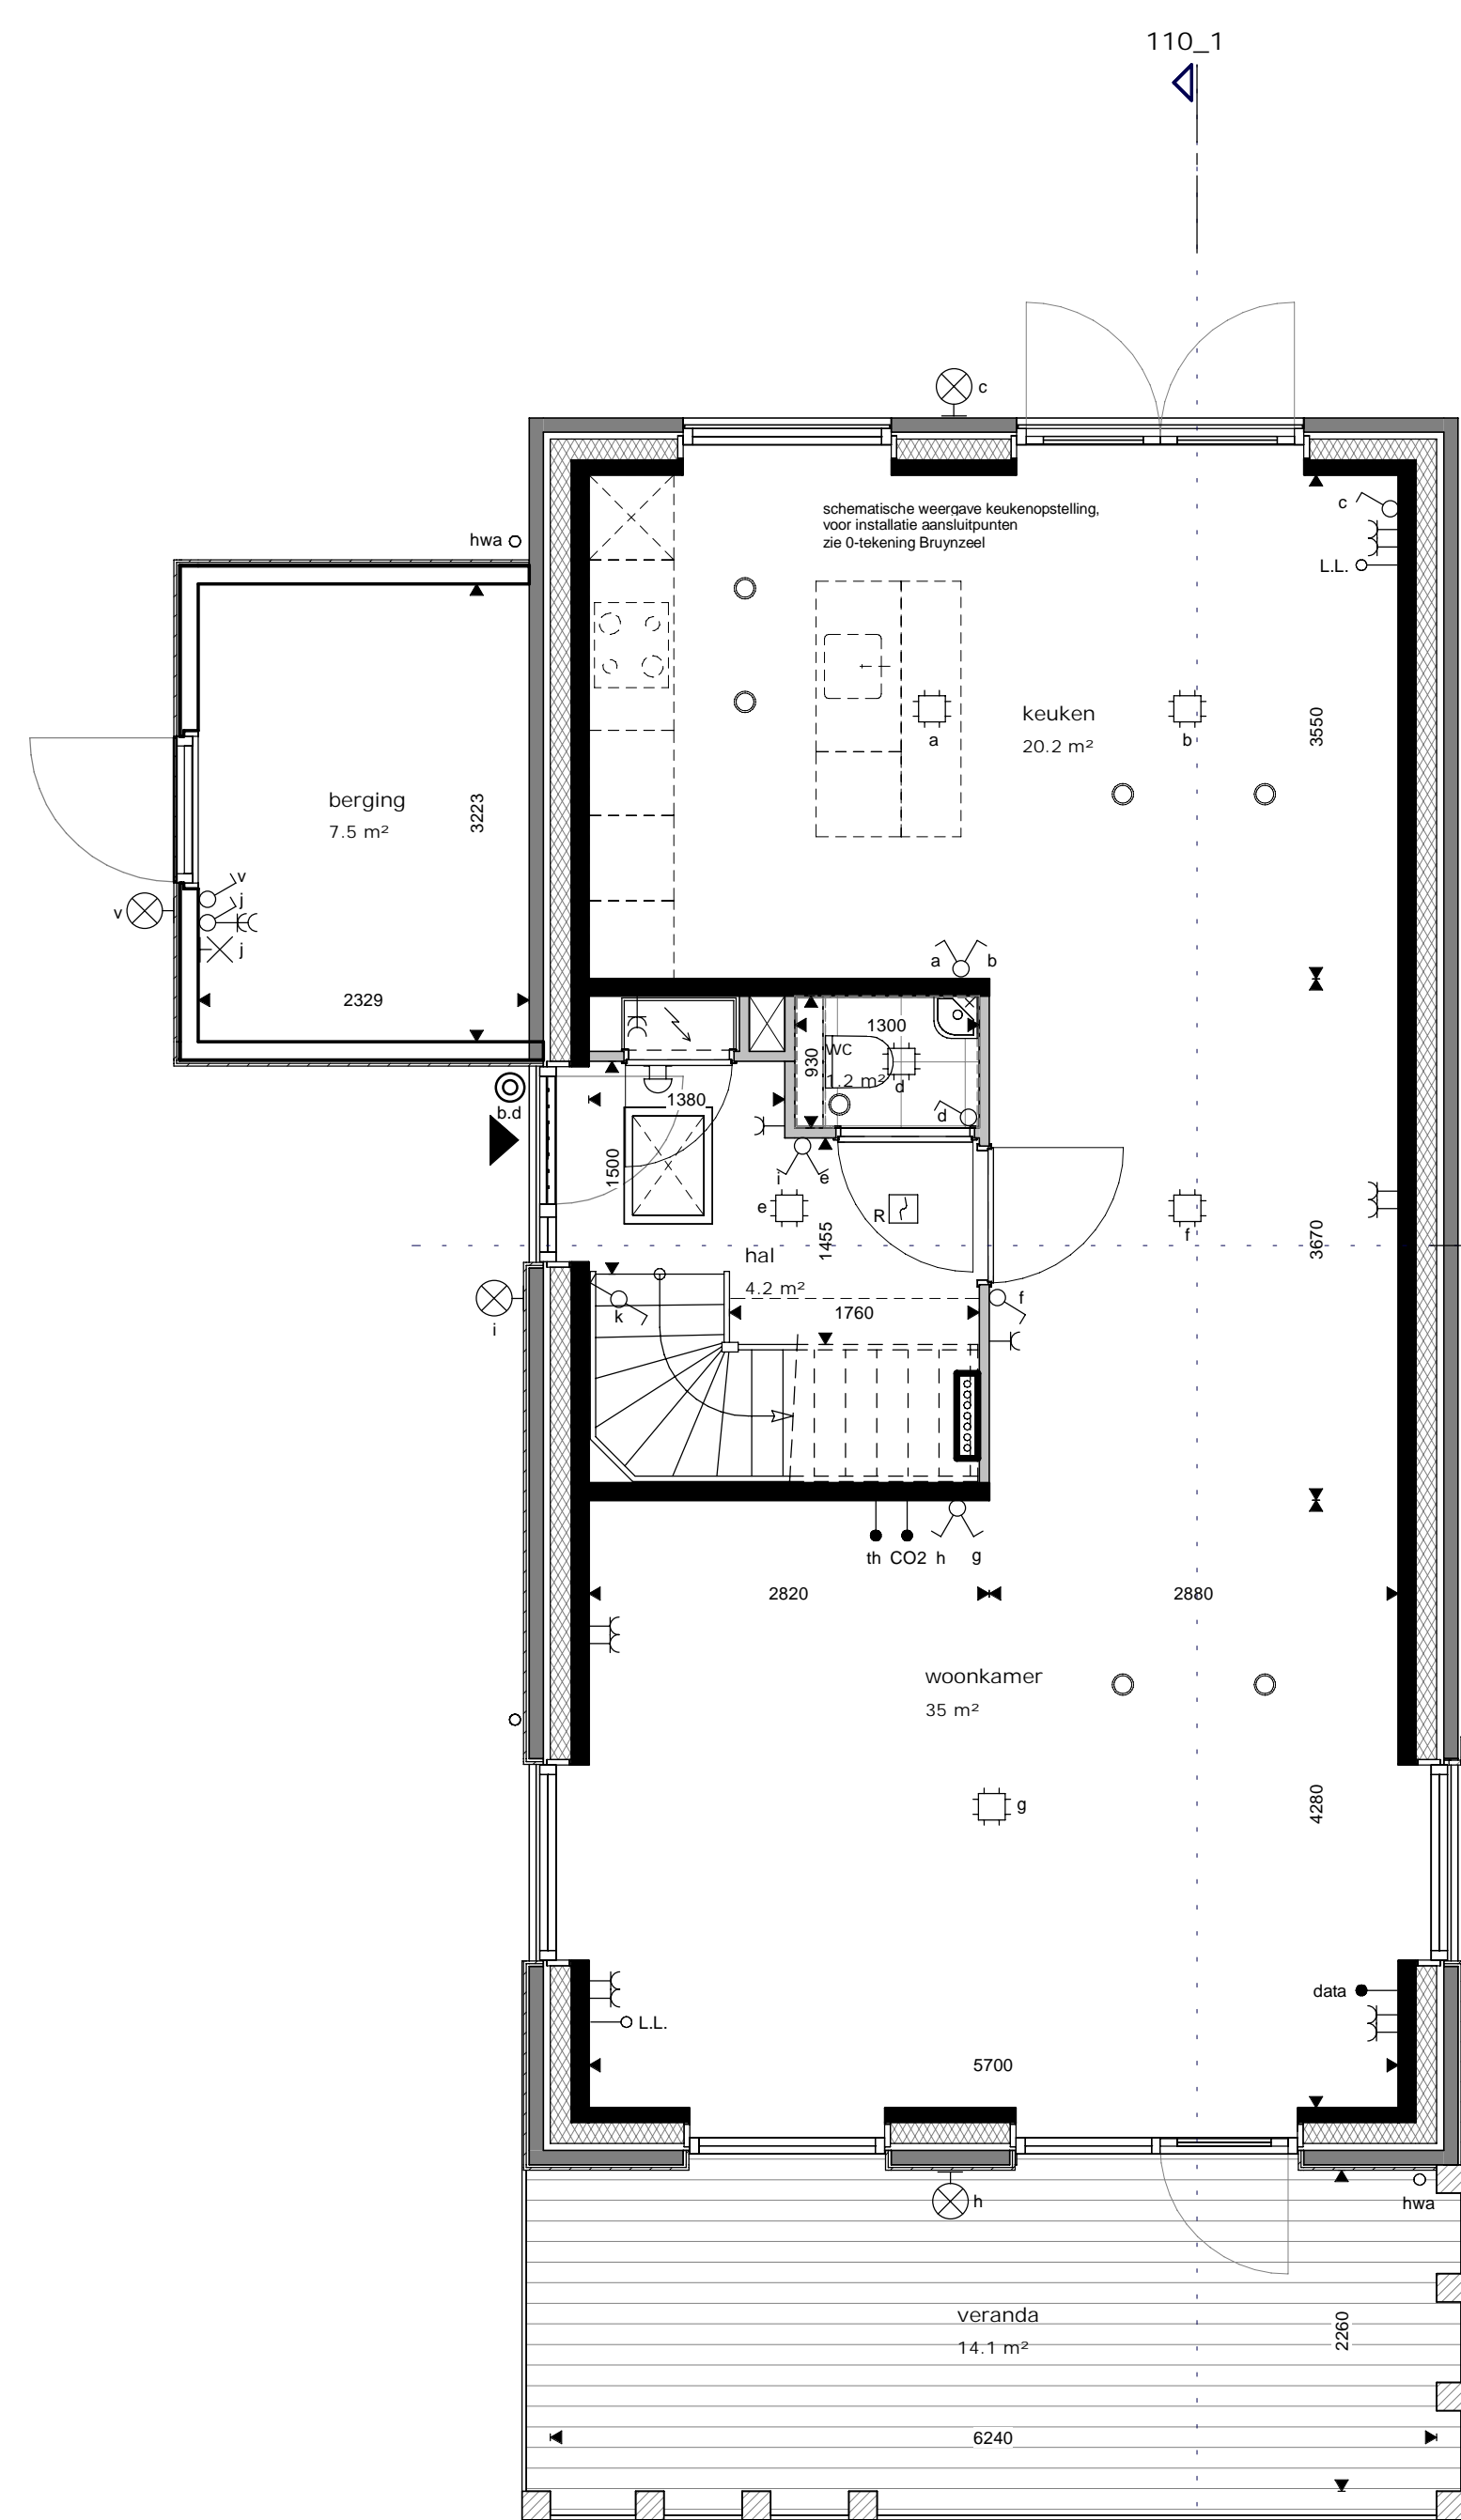 110_1
c
schematische weergave keukenopstelling,
voor installatie aansluitpunten
zie 0-tekening Bruynzeel
c
L.L.
hwa
keuken
20.2 m²
a
b
3550
berging
7.5 m²
3223
v
j
v
j
2329
a
b
1300
wc
930
1.2 m²
d
d
b.d
1380
1500
i
e
e
R
f
1455
3670
hal
4.2 m²
k
1760
f
i
th
CO2
h
g
2820
2880
woonkamer
35 m²
g
4280
data
L.L.
5700
h
hwa
veranda
14.1 m²
2260
6240